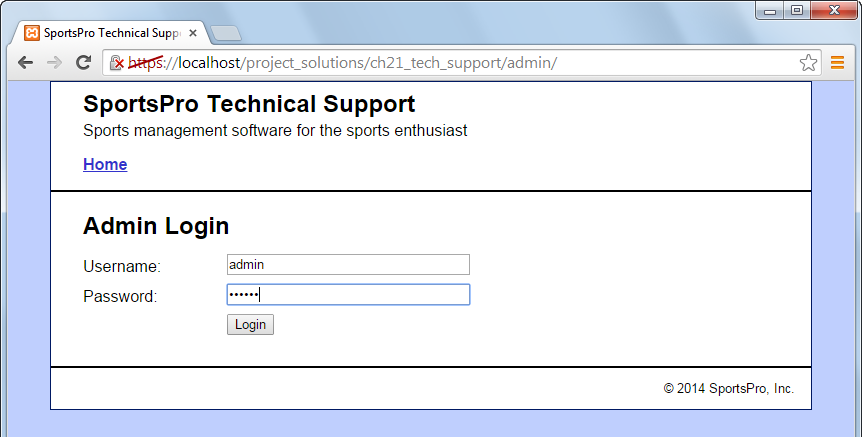 SportsPro Technical Supp
https://localhost/project_solutions/ch21_tech_support/admin/
SportsPro Technical Support
Sports management software for the sports enthusiast
Home
Admin Login
Username: admin
Password: ••••••
Login
© 2014 SportsPro, Inc.